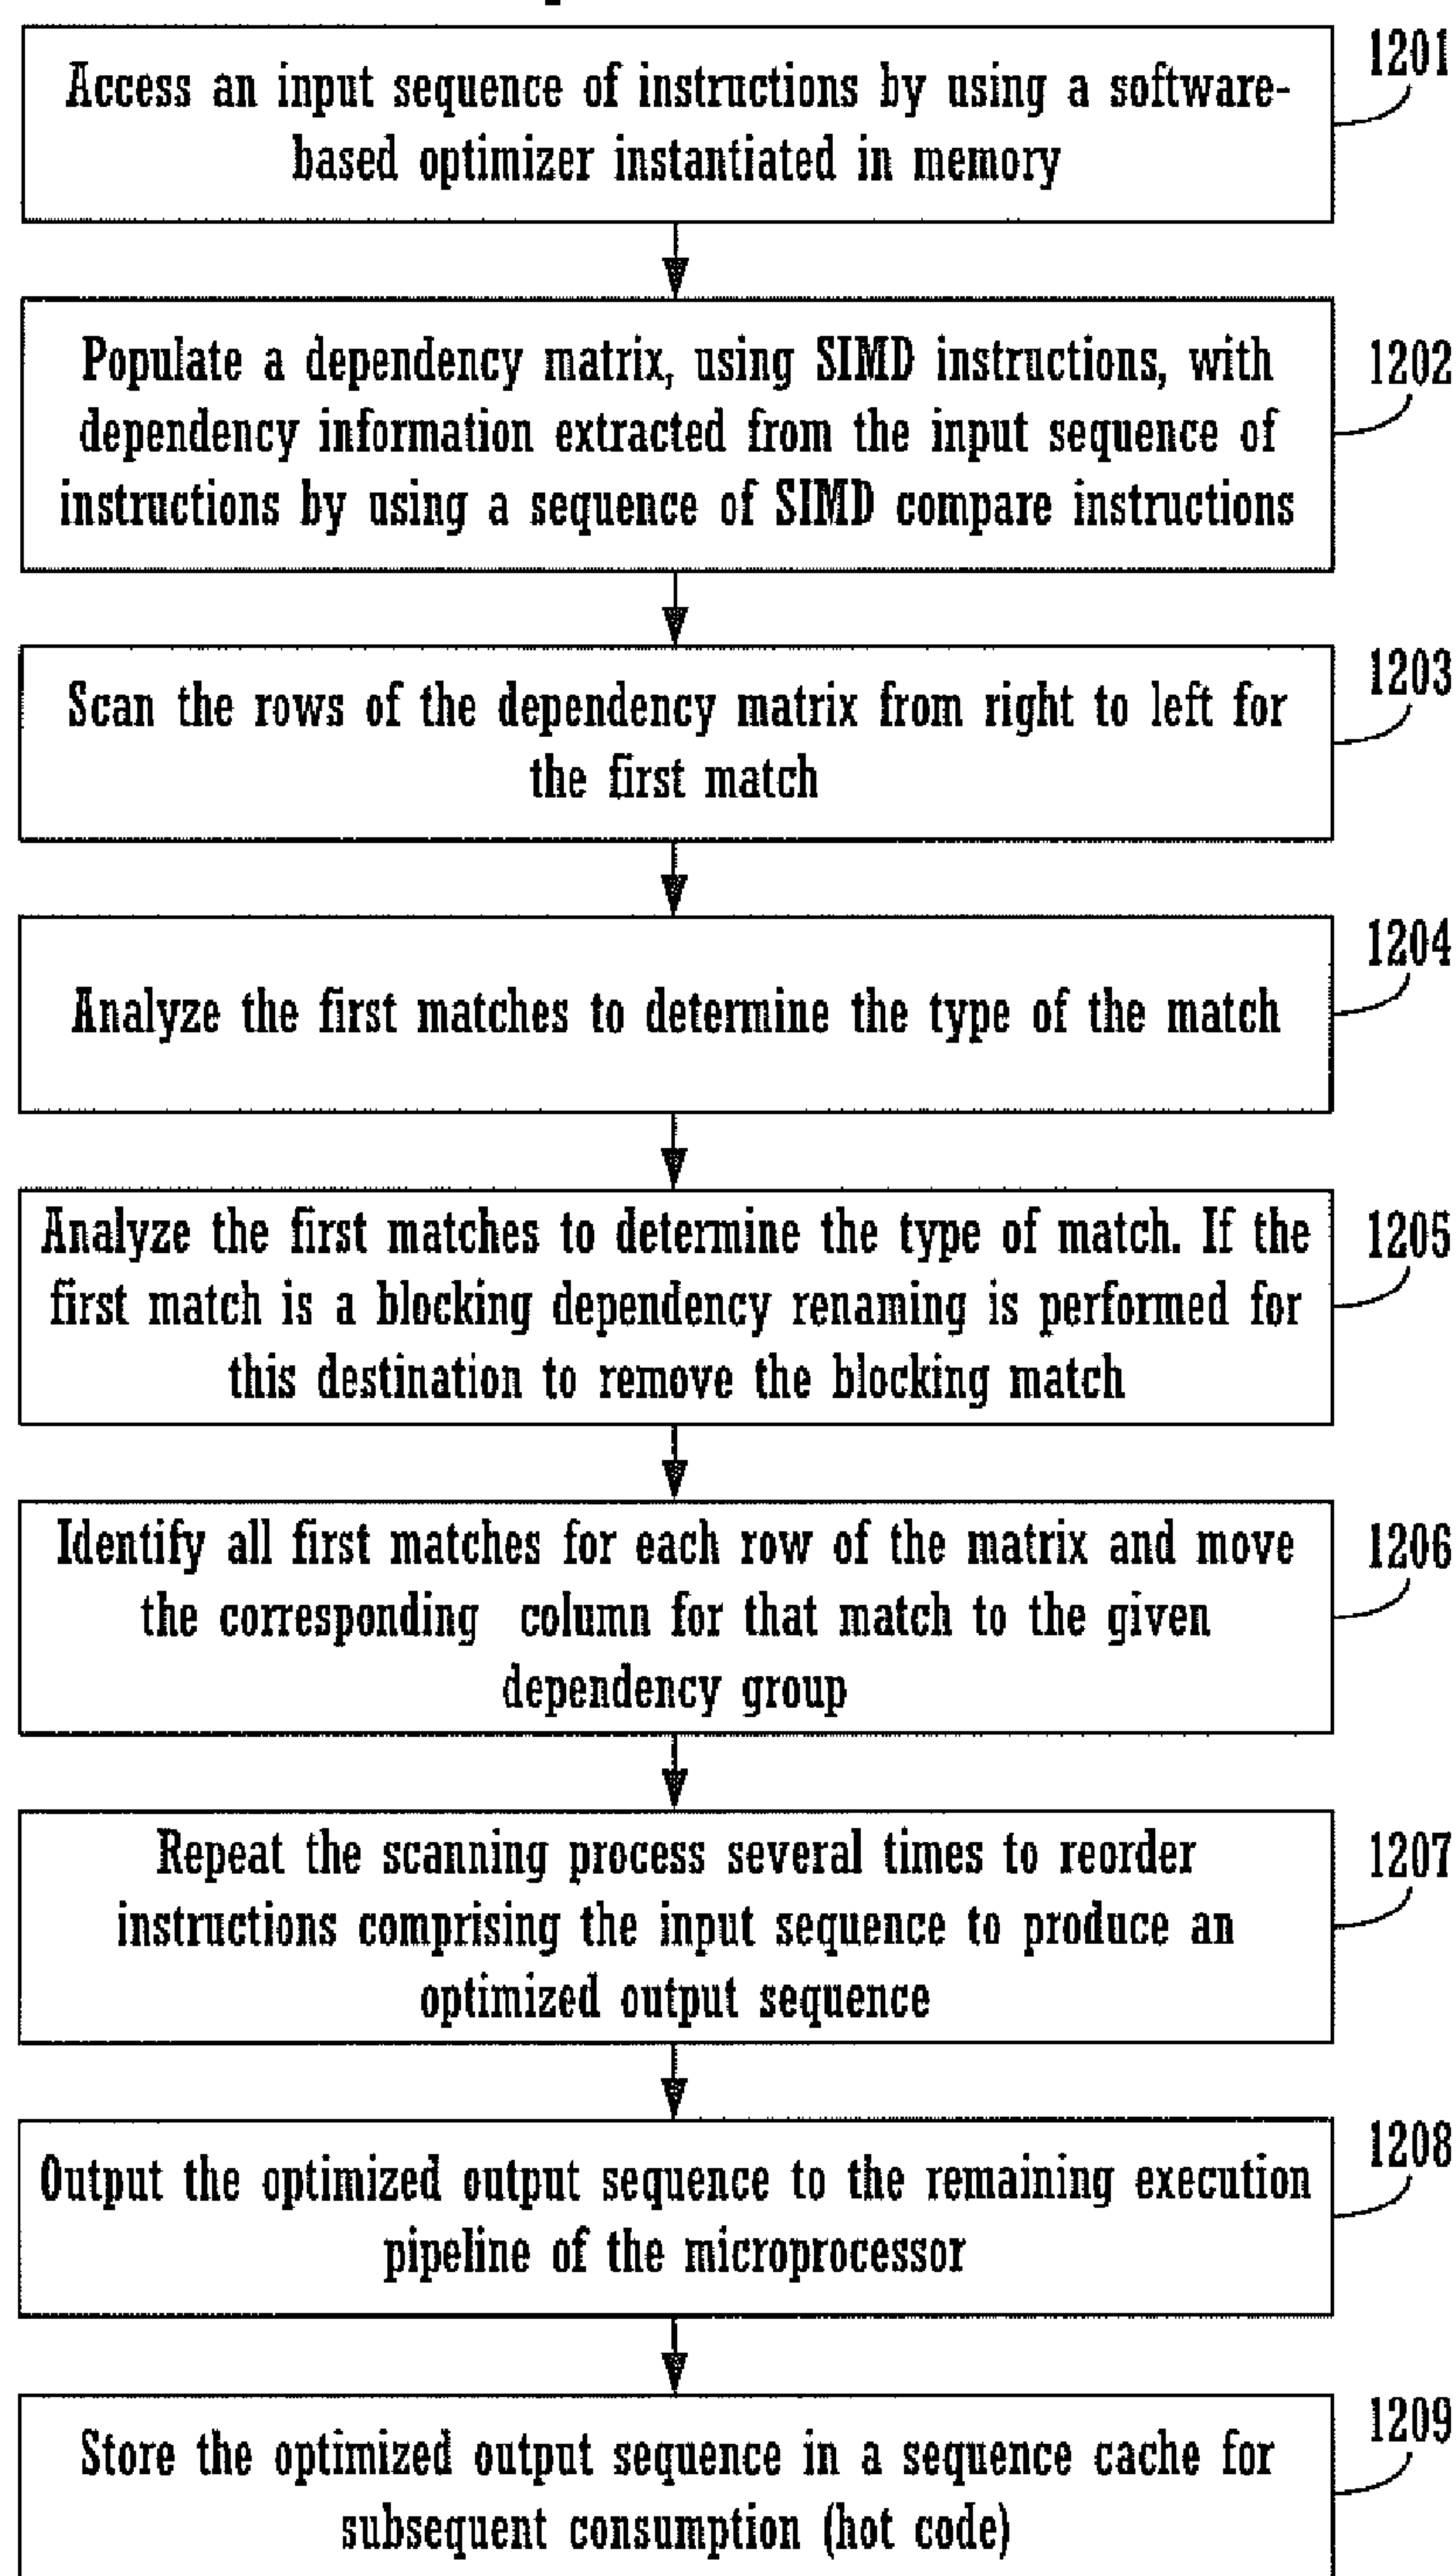 1201
Access an input sequence of instructions by using a software-
based optimizer instantiated in memory
1202
Populate a dependency matrix, using SIMD instructions, with
dependency information extracted from the input sequence of
instructions by using a sequence of SIMD compare instructions
1203
Scan the rows of the dependency matrix from right to left for
the first match
1204
Analyze the first matches to determine the type of the match
1205
Analyze the first matches to determine the type of match. If the
first match is a blocking dependency renaming is performed for
this destination to remove the blocking match
1206
Identify all first matches for each row of the matrix and move
the corresponding column for that match to the given
dependency group
1207
Repeat the scanning process several times to reorder
instructions comprising the input sequence to produce an
optimized output sequence
1208
Output the optimized output sequence to the remaining execution
pipeline of the microprocessor
1209
Store the optimized output sequence in a sequence cache for
subsequent consumption (hot code)